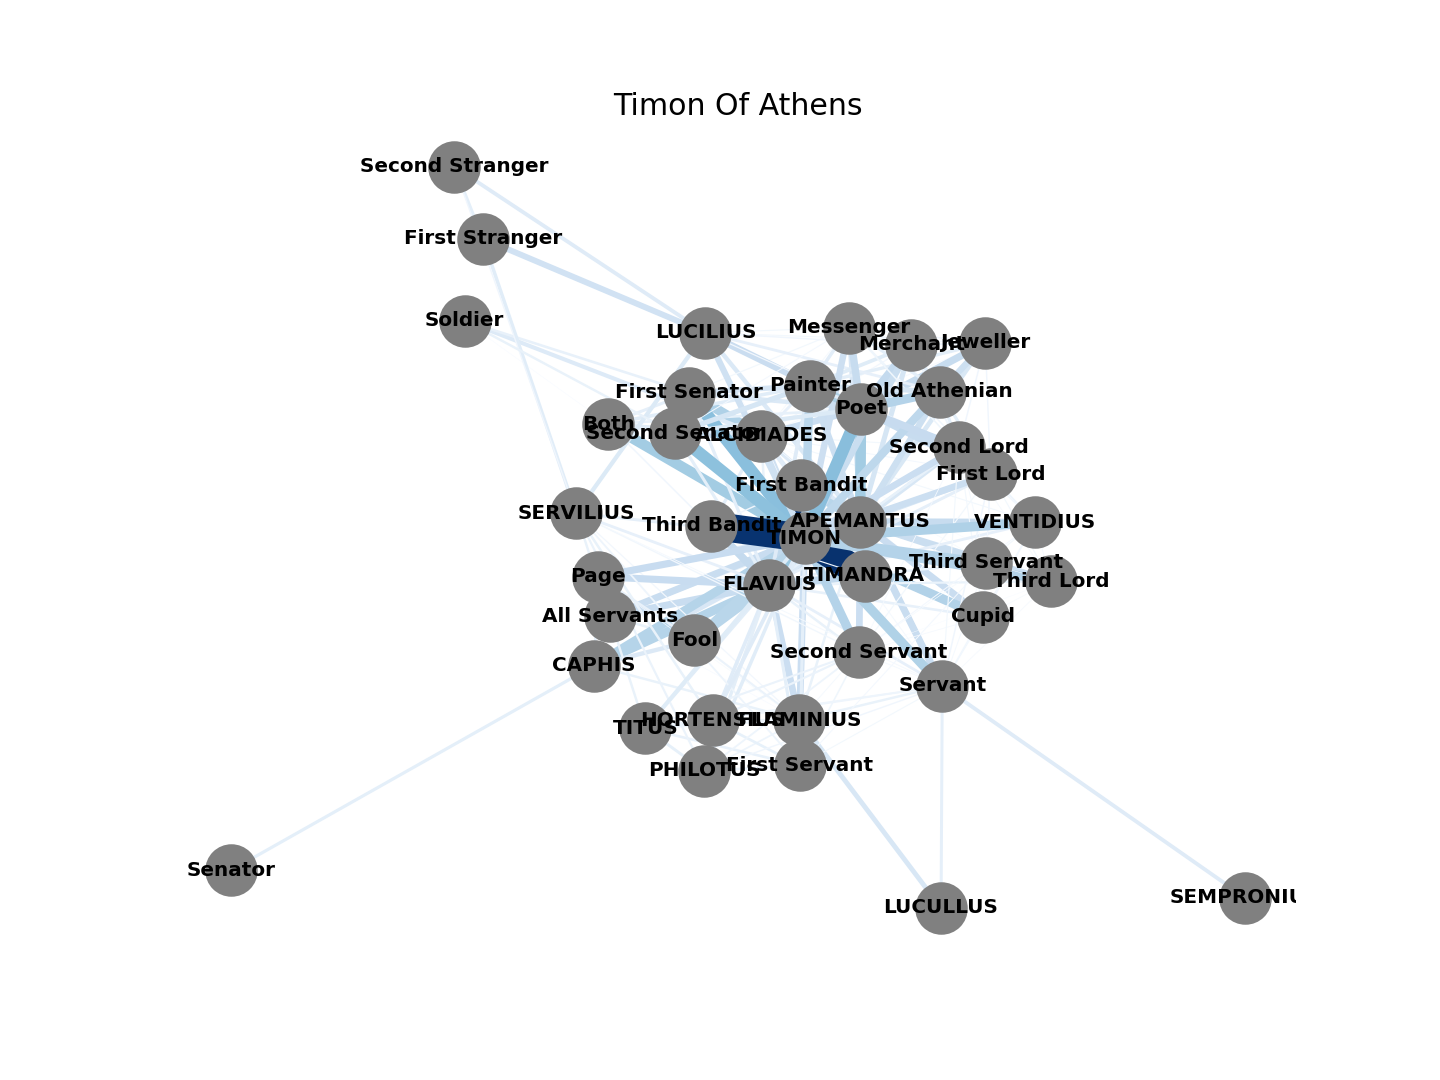 Timon Of Athens
Second Stranger
First Stranger
Soldier
LUCILIUS
Messenger
Merchant
Jeweller
First Senator
Painter
Old Athenian
Poet
Both
Second Senator
ALCIBIADES
Second Lord
First Lord
First Bandit
SERVILIUS
Third Bandit
APEMANTUS
VENTIDIUS
TIMON
Third Servant
Page
FLAVIUS
TIMANDRA
Third Lord
All Servants
Cupid
Fool
CAPHIS
Second Servant
Servant
TITUS
HORTENSIUS
FLAMINIUS
PHILOTUS
First Servant
Senator
LUCULLUS
SEMPRONIU